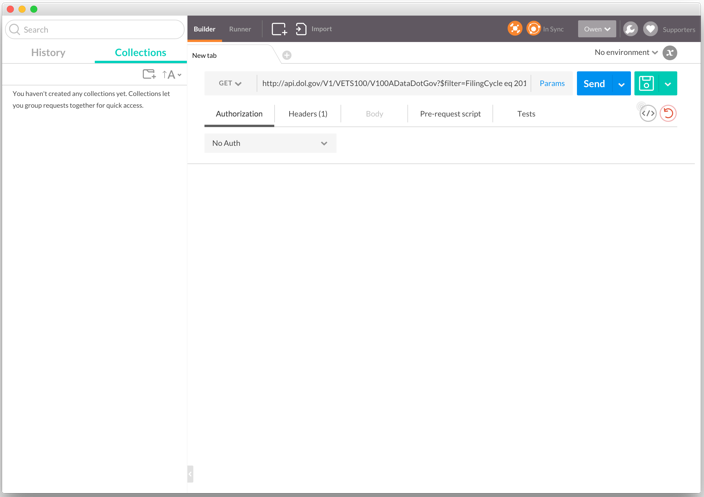 Search
Builder
Runner
Import
In Sync
Owen
Supporters
History
Collections
New tab
No environment
A
You haven't created any collections yet. Collections let
you group requests together for quick access.
GET
http://api.dol.gov/V1/VETS100/V100ADataDotGov?$filter=FilingCycle eq 201
Params
Send
Authorization
Headers (1)
Body
Pre-request script
Tests
No Auth